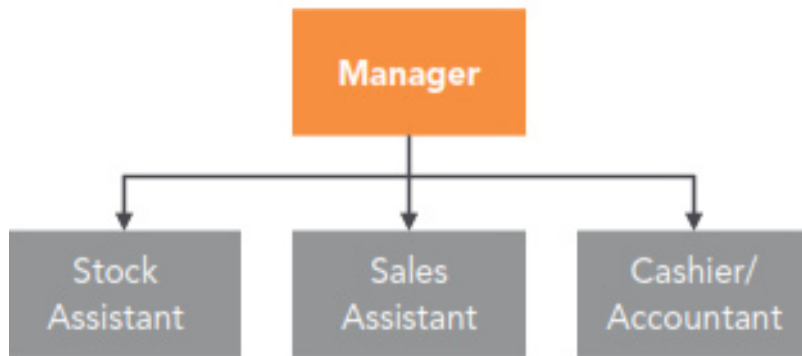 Manager
Stock
Assistant
Sales
Assistant
Cashier/
Accountant